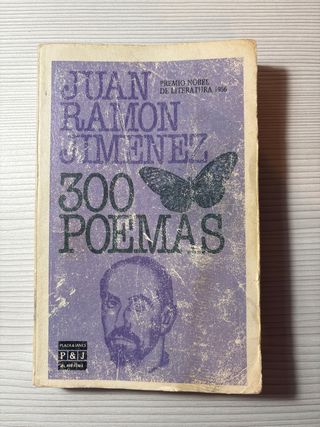 JUAN
RAMON
JIMENEZ
PREMIO NOBEL
DE LITERATURA 1956
300
POEMAS
PLAZA & JANES
P&J